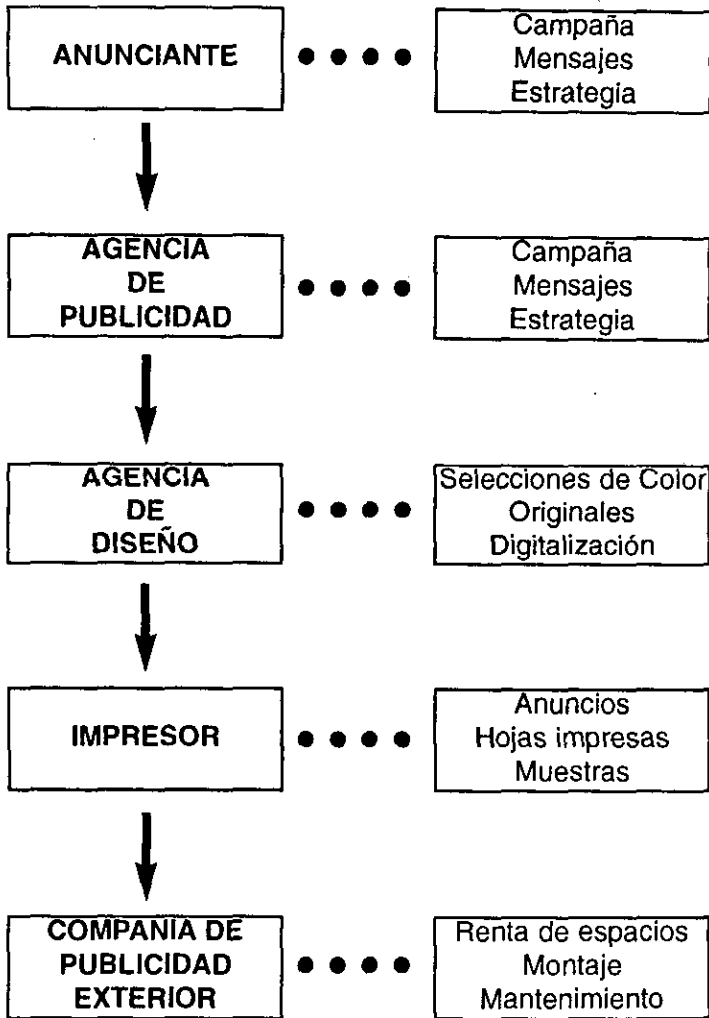 ANUNCIANTE
Campaña
Mensajes
Estrategia
AGENCIA
DE
PUBLICIDAD
Campaña
Mensajes
Estrategia
AGENCIA
DE
DISEÑO
Selecciones de Color
Originales
Digitalización
IMPRESOR
Anuncios
Hojas impresas
Muestras
COMPANIA DE
PUBLICIDAD
EXTERIOR
Renta de espacios
Montaje
Mantenimiento